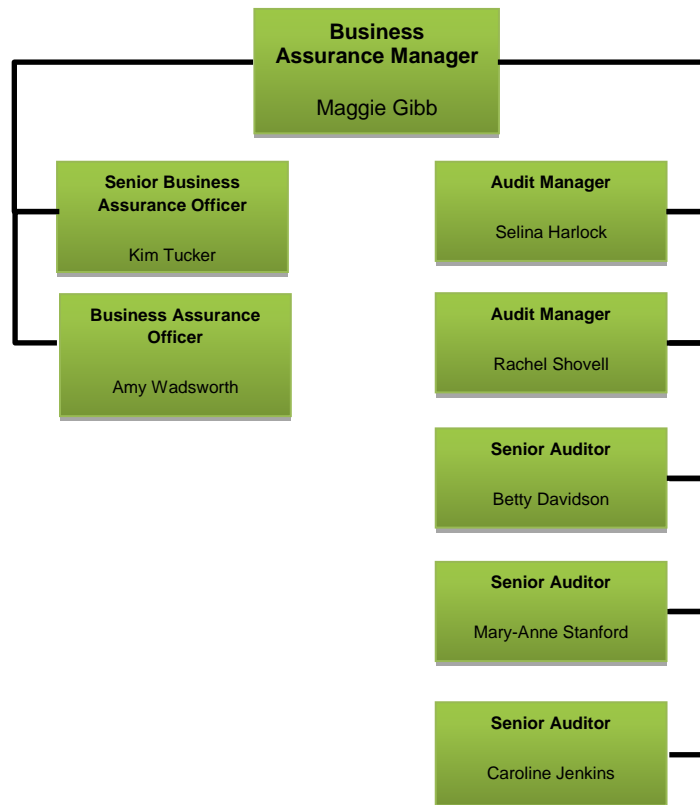 Business
Assurance Manager
Maggie Gibb
Senior Business
Assurance Officer
Kim Tucker
Business Assurance
Officer
Amy Wadsworth
Audit Manager
Selina Harlock
Audit Manager
Rachel Shovell
Senior Auditor
Betty Davidson
Senior Auditor
Mary-Anne Stanford
Senior Auditor
Caroline Jenkins